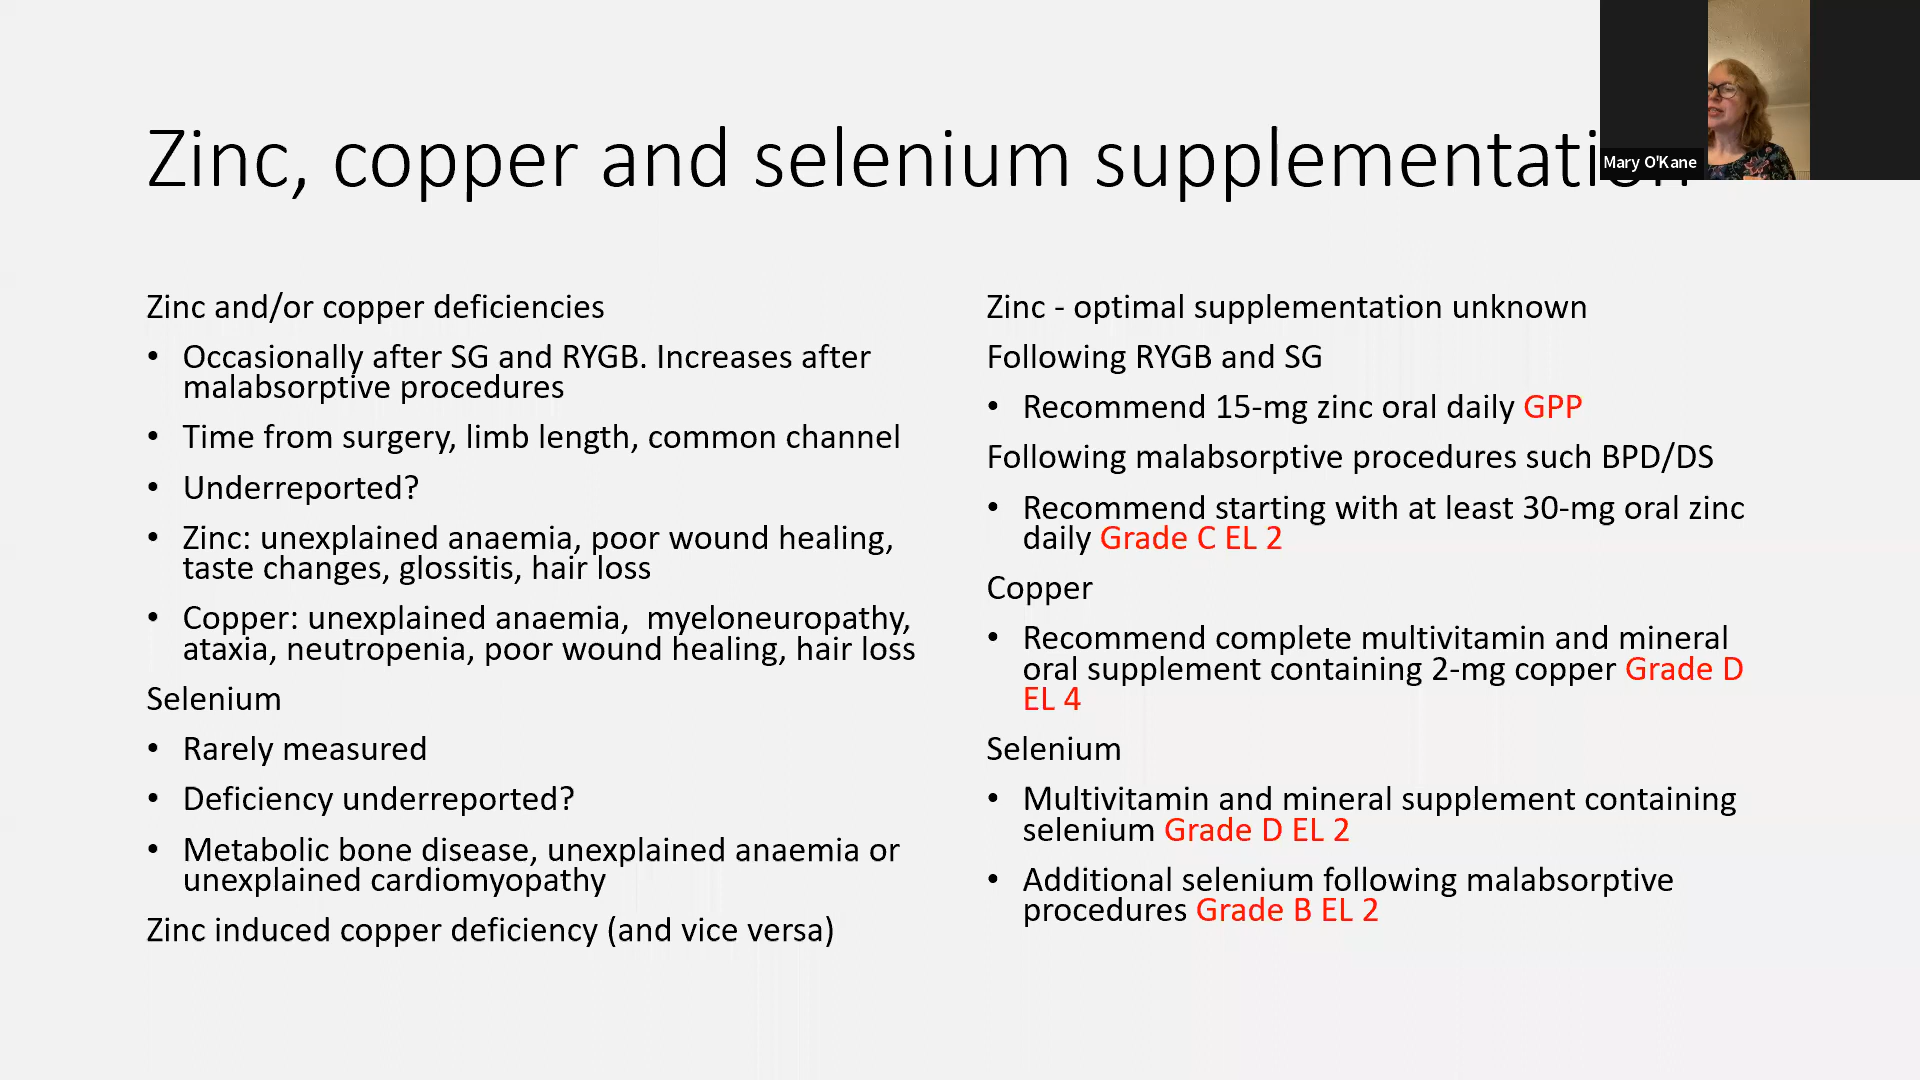 Zinc, copper and selenium supplementation
Mary O'Kane
Zinc and/or copper deficiencies
• Occasionally after SG and RYGB. Increases after
malabsorptive procedures
• Time from surgery, limb length, common channel
• Underreported?
• Zinc: unexplained anaemia, poor wound healing,
taste changes, glossitis, hair loss
• Copper: unexplained anaemia,  myeloneuropathy,
ataxia, neutropenia, poor wound healing, hair loss
Selenium
• Rarely measured
• Deficiency underreported?
• Metabolic bone disease, unexplained anaemia or
unexplained cardiomyopathy
Zinc induced copper deficiency (and vice versa)
Zinc - optimal supplementation unknown
Following RYGB and SG
• Recommend 15-mg zinc oral daily GPP
Following malabsorptive procedures such BPD/DS
• Recommend starting with at least 30-mg oral zinc
daily Grade C EL 2
Copper
• Recommend complete multivitamin and mineral
oral supplement containing 2-mg copper Grade D
EL 4
Selenium
• Multivitamin and mineral supplement containing
selenium Grade D EL 2
• Additional selenium following malabsorptive
procedures Grade B EL 2